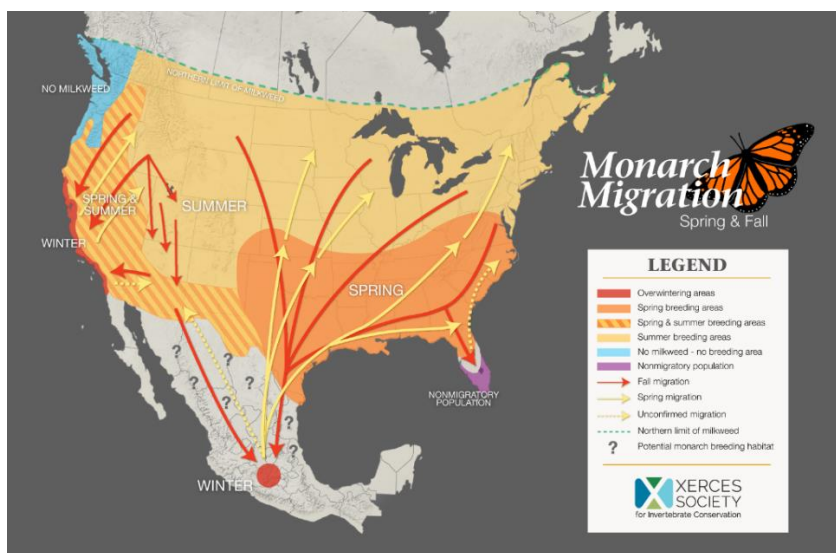 NO MILKWEED
NORTHERN LIMIT OF MILKWEED
SPRING &
SUMMER
SUMMER
WINTER
SPRING
NONMIGRATORY
POPULATION
WINTER
?
?
?
?
?
?
?
?
Monarch
Migration
Spring & Fall
LEGEND
Overwintering areas
Spring breeding areas
Spring & summer breeding areas
Summer breeding areas
No milkweed - no breeding area
Nonmigratory population
Fall migration
Spring migration
Unconfirmed migration
Northern limit of milkweed
? Potential monarch breeding habitat
XERCES
SOCIETY
for Invertebrate Conservation